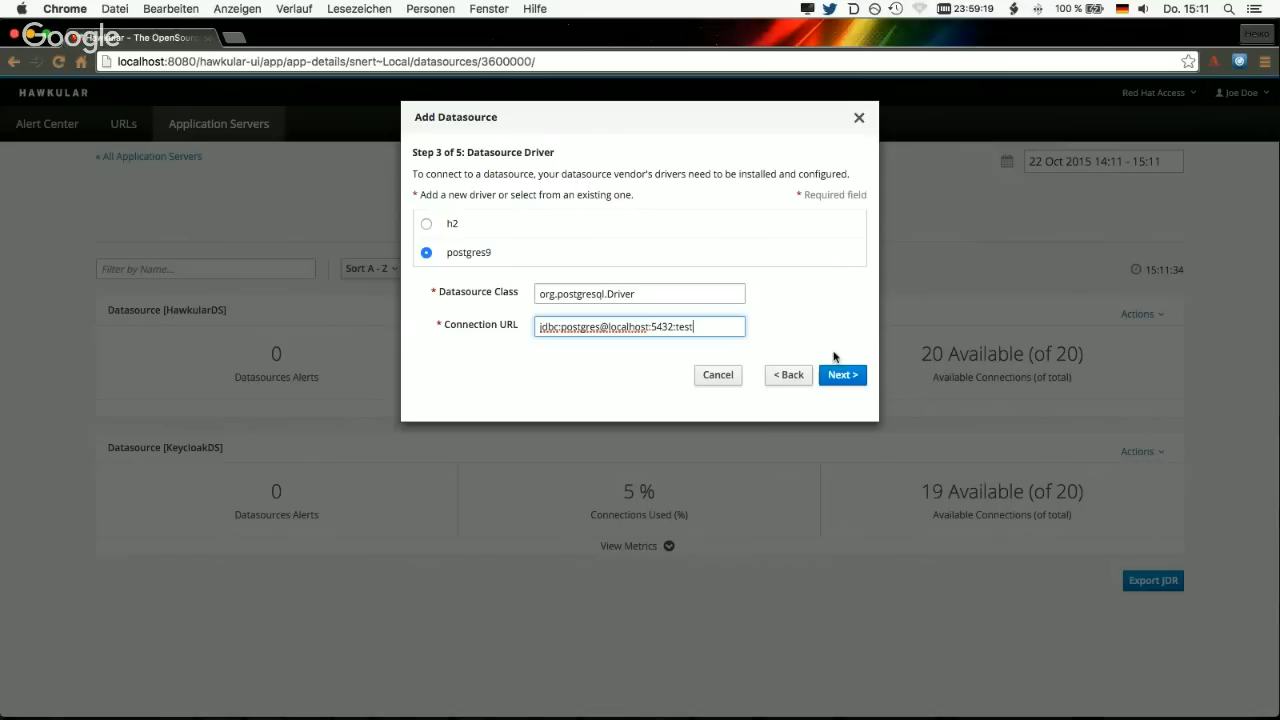 Chrome Datei Bearbeiten Anzeigen Verlauf Lesezeichen Personen Fenster Hilfe 23:59:19 100 % Do. 15:11
Google
Hawkular - The OpenSour
Heiko
localhost:8080/hawkular-ui/app/app-details/snert~Local/datasources/3600000/
HAWKULAR Red Hat Access Joe Doe
Alert Center URLs Application Servers
« All Application Servers
22 Oct 2015 14:11 - 15:11
Add Datasource
Step 3 of 5: Datasource Driver
To connect to a datasource, your datasource vendor's drivers need to be installed and configured.
* Add a new driver or select from an existing one. * Required field
h2
postgres9
* Datasource Class org.postgresql.Driver
* Connection URL jdbc:postgres@localhost:5432:test
Cancel < Back Next >
Filter by Name... Sort A - Z 15:11:34
Datasource [HawkularDS] Actions
0 20 Available (of 20)
Datasources Alerts Available Connections (of total)
Datasource [KeycloakDS] Actions
0 5 % 19 Available (of 20)
Datasources Alerts Connections Used (%) Available Connections (of total)
View Metrics
Export JDR